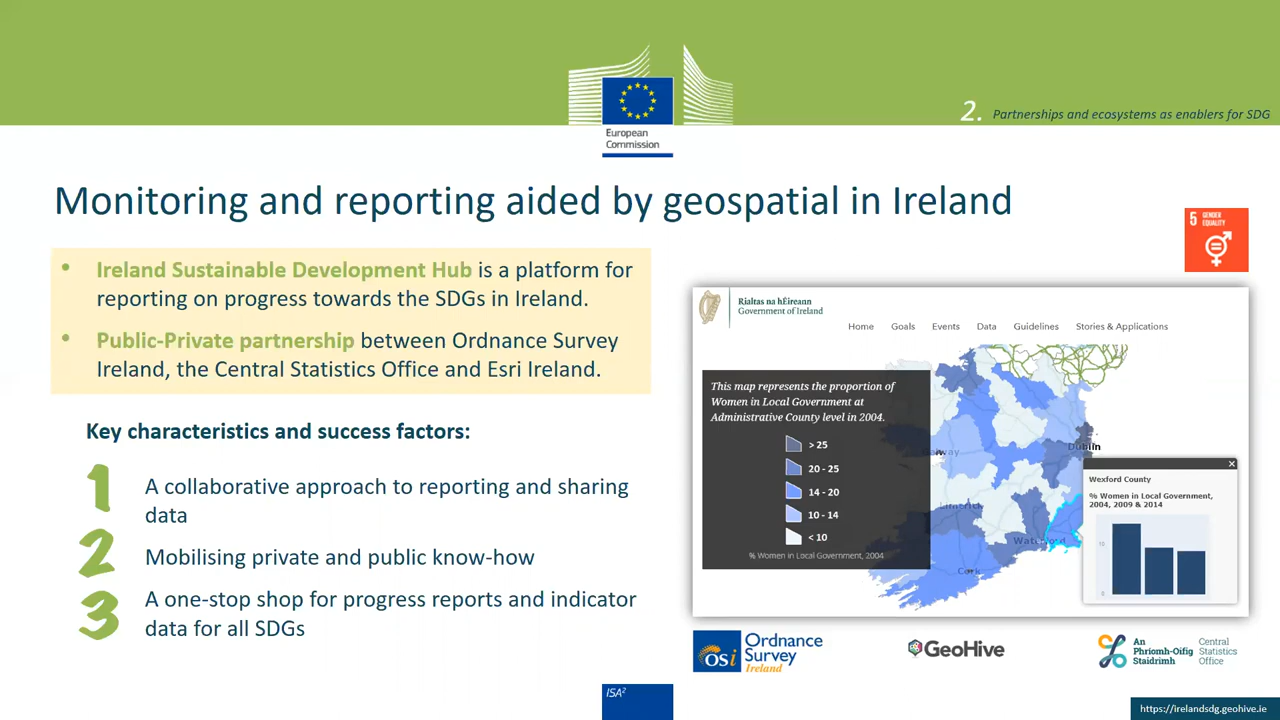 European
Commission
2. Partnerships and ecosystems as enablers for SDG
Monitoring and reporting aided by geospatial in Ireland
5 GENDER
EQUALITY
• Ireland Sustainable Development Hub is a platform for
reporting on progress towards the SDGs in Ireland.
• Public-Private partnership between Ordnance Survey
Ireland, the Central Statistics Office and Esri Ireland.
Key characteristics and success factors:
1 A collaborative approach to reporting and sharing
data
2 Mobilising private and public know-how
3 A one-stop shop for progress reports and indicator
data for all SDGs
Rialtas na hÉireann
Government of Ireland
Home Goals Events Data Guidelines Stories & Applications
This map represents the proportion of
Women in Local Government at
Administrative County level in 2004.
> 25
20 - 25
14 - 20
10 - 14
< 10
% Women in Local Government, 2004
Galway
Dublin
Limerick
Waterford
Cork
Wexford County
% Women in Local Government,
2004, 2009 & 2014
10
0
osi Ordnance
Survey
Ireland
GeoHive
An
Phríomh-Oifig
Staidrimh
Central
Statistics
Office
ISA²
https://irelandsdg.geohive.ie